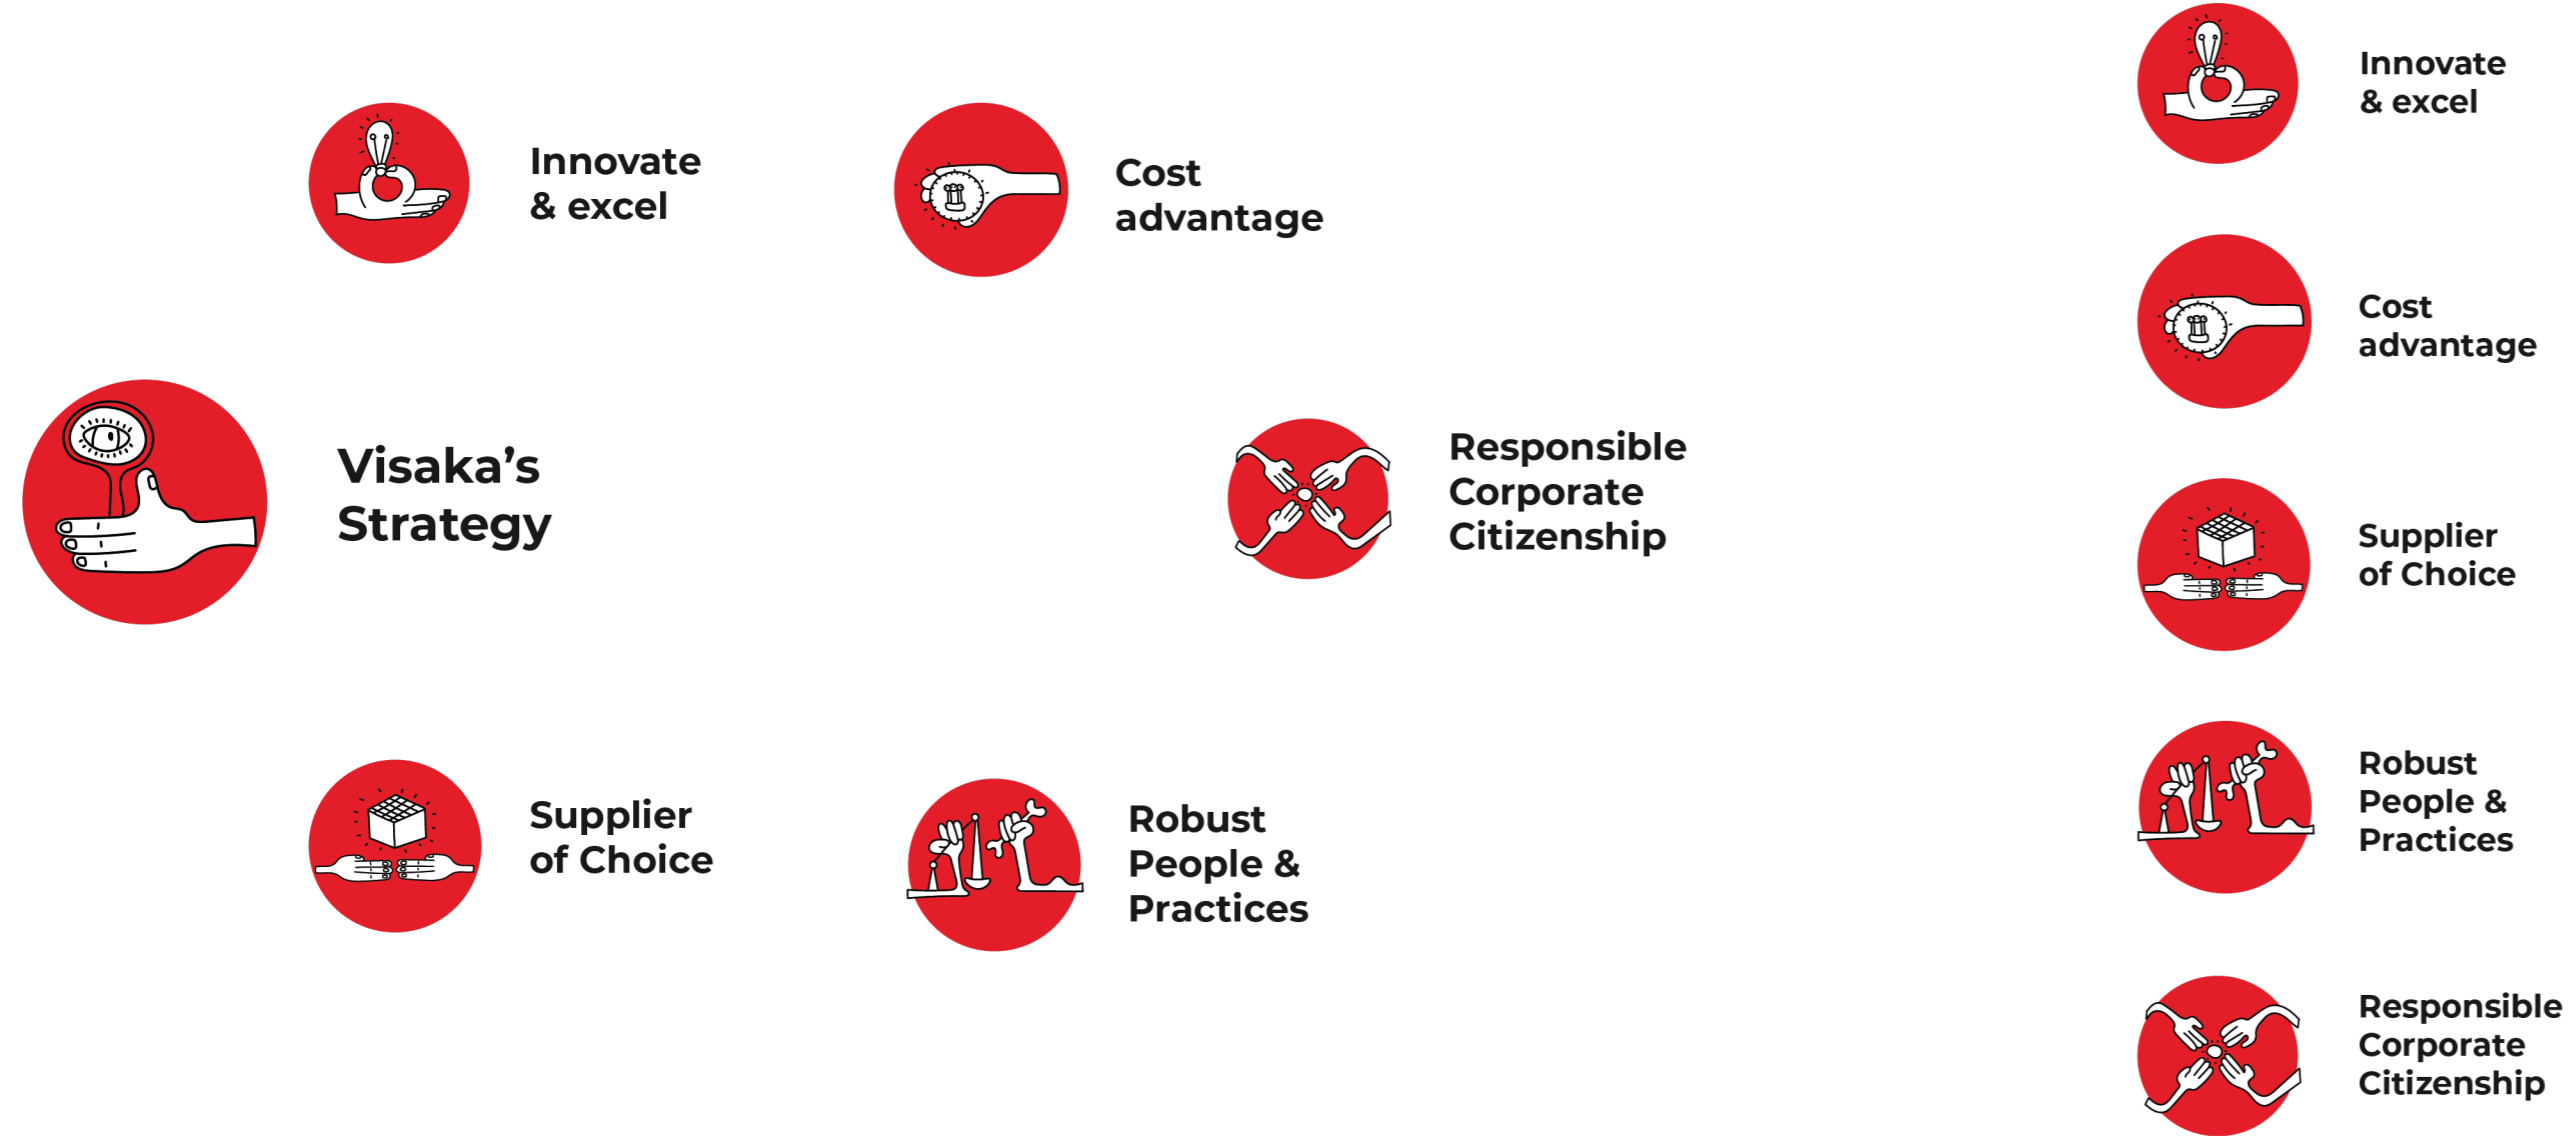 Innovate
& excel
Cost
advantage
Visaka’s
Strategy
Responsible
Corporate
Citizenship
Supplier
of Choice
Robust
People &
Practices
Innovate
& excel
Cost
advantage
Supplier
of Choice
Robust
People &
Practices
Responsible
Corporate
Citizenship